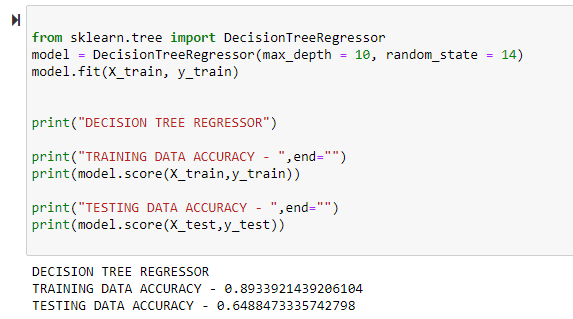 from sklearn.tree import DecisionTreeRegressor
model = DecisionTreeRegressor(max_depth = 10, random_state = 14)
model.fit(X_train, y_train)
print("DECISION TREE REGRESSOR")
print("TRAINING DATA ACCURACY - ",end="")
print(model.score(X_train,y_train))
print("TESTING DATA ACCURACY - ",end="")
print(model.score(X_test,y_test))
DECISION TREE REGRESSOR
TRAINING DATA ACCURACY - 0.8933921439206104
TESTING DATA ACCURACY - 0.6488473335742798